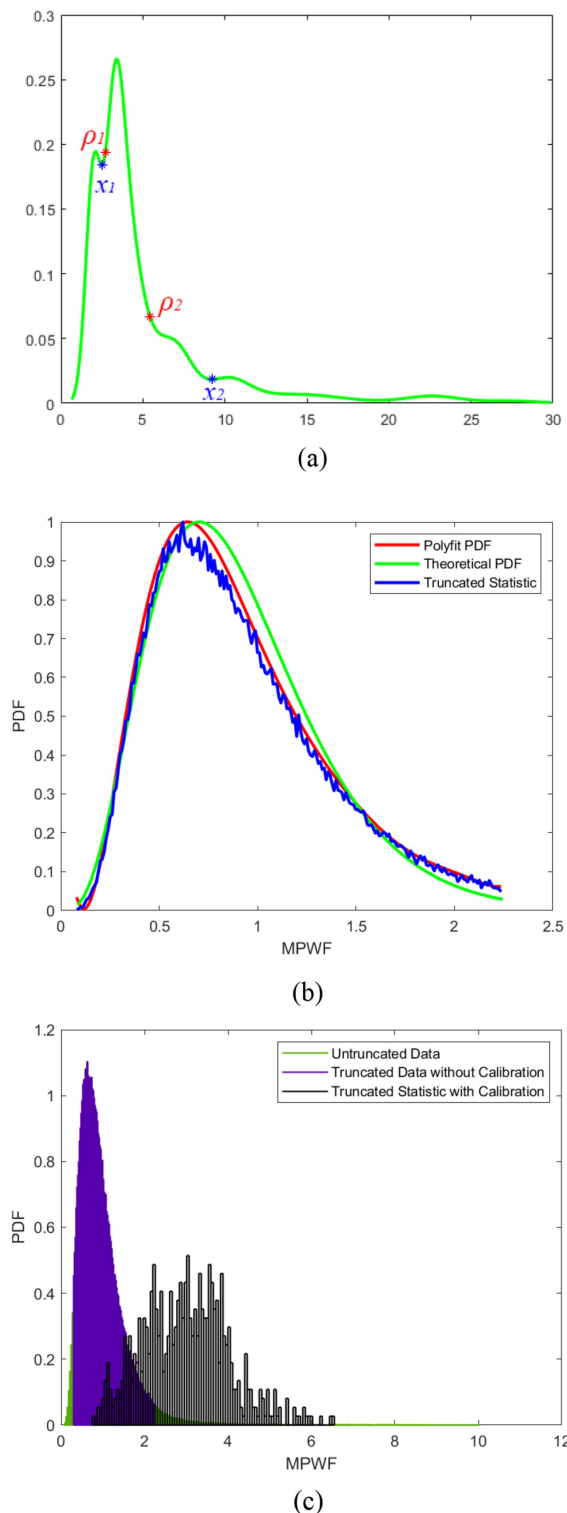 0.3
0.25
0.2
0.15
0.1
0.05
0
ρ1
x1
ρ2
x2
0 5 10 15 20 25 30
(a)
1
0.9
0.8
0.7
0.6
0.5
0.4
0.3
0.2
0.1
0
PDF
Polyfit PDF
Theoretical PDF
Truncated Statistic
0 0.5 1 1.5 2 2.5
MPWF
(b)
1.2
1
0.8
0.6
0.4
0.2
0
PDF
Untruncated Data
Truncated Data without Calibration
Truncated Statistic with Calibration
0 2 4 6 8 10 12
MPWF
(c)